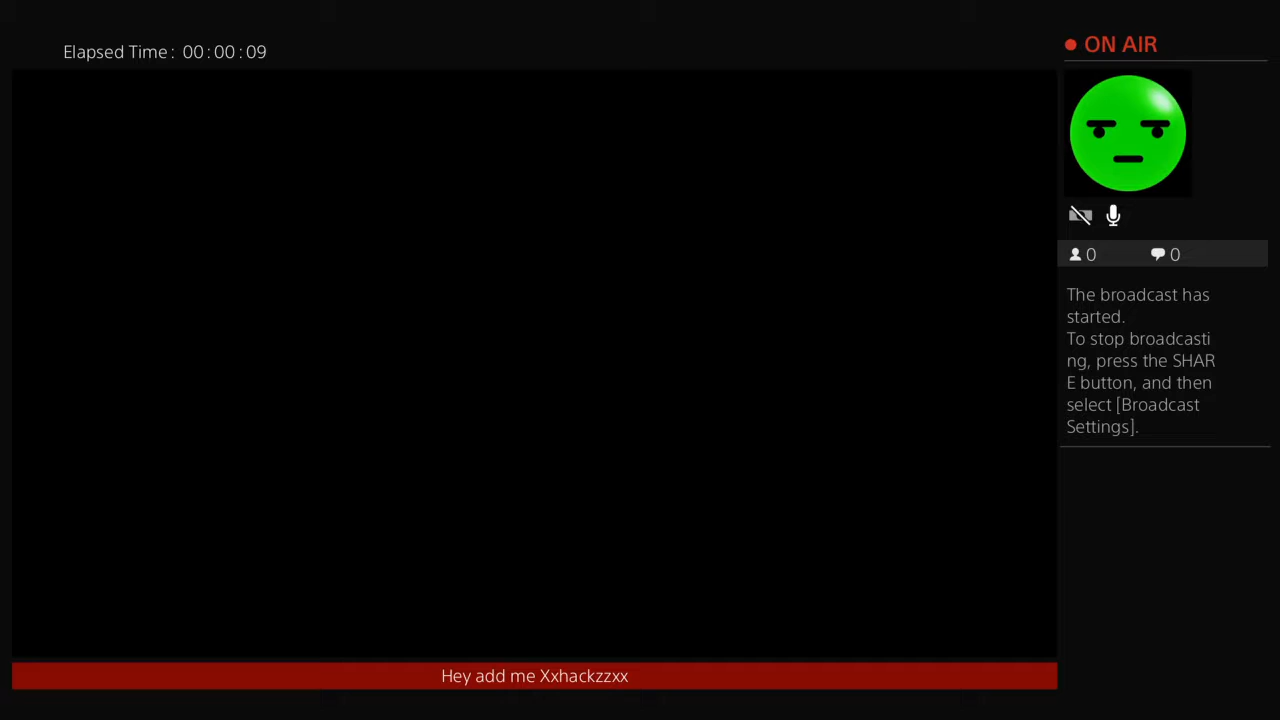 Elapsed Time: 00:00:09
ON AIR
0 0
The broadcast has
started.
To stop broadcasti
ng, press the SHAR
E button, and then
select [Broadcast
Settings].
Hey add me Xxhackzzxx